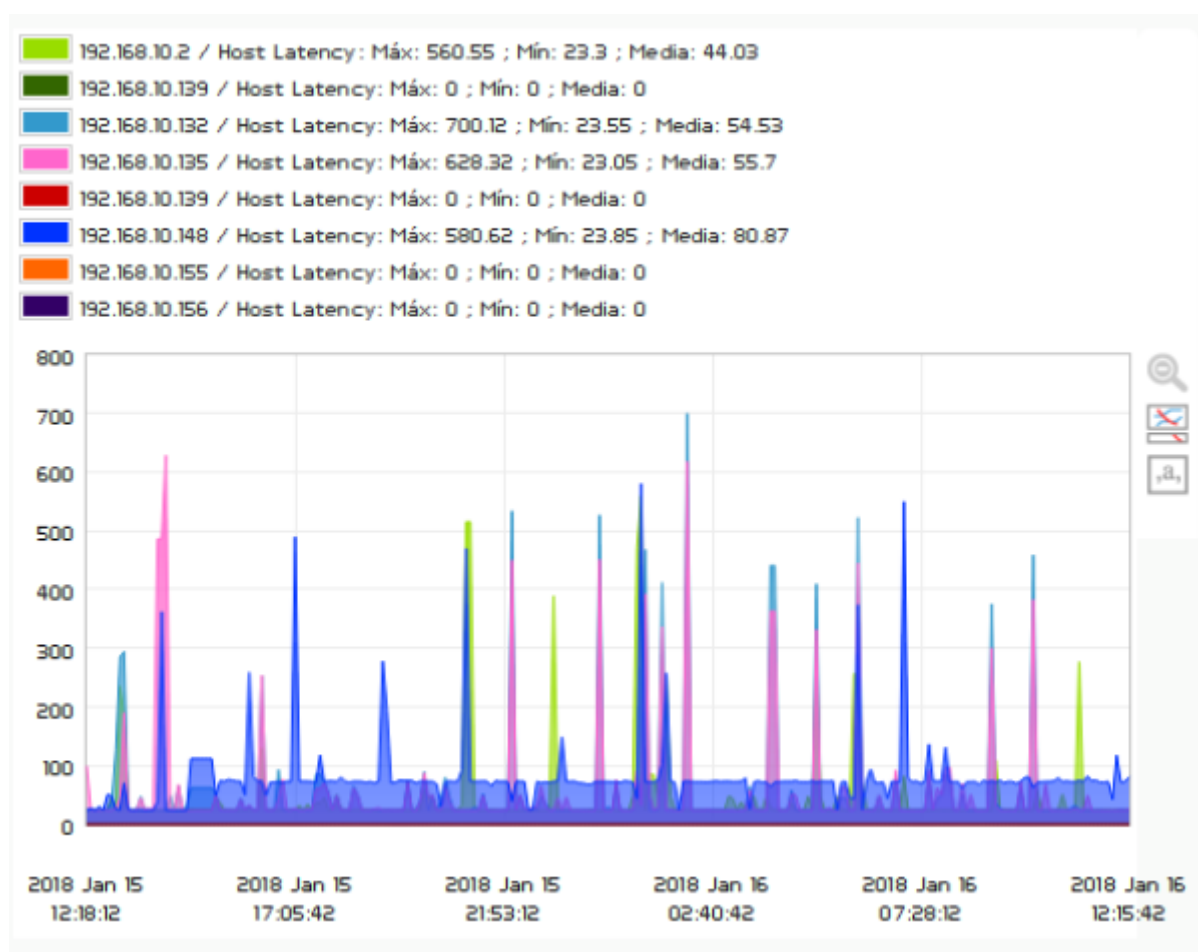 192.168.10.2 / Host Latency: Máx: 560.55 ; Mín: 23.3 ; Media: 44.03
192.168.10.139 / Host Latency: Máx: 0 ; Mín: 0 ; Media: 0
192.168.10.132 / Host Latency: Máx: 700.12 ; Mín: 23.55 ; Media: 54.53
192.168.10.135 / Host Latency: Máx: 628.32 ; Mín: 23.05 ; Media: 55.7
192.168.10.139 / Host Latency: Máx: 0 ; Mín: 0 ; Media: 0
192.168.10.148 / Host Latency: Máx: 580.62 ; Mín: 23.85 ; Media: 80.87
192.168.10.155 / Host Latency: Máx: 0 ; Mín: 0 ; Media: 0
192.168.10.156 / Host Latency: Máx: 0 ; Mín: 0 ; Media: 0
800
700
600
500
400
300
200
100
0
,a,
2018 Jan 15 2018 Jan 15 2018 Jan 15 2018 Jan 16 2018 Jan 16 2018 Jan 16
12:18:12 17:05:42 21:53:12 02:40:42 07:28:12 12:15:42